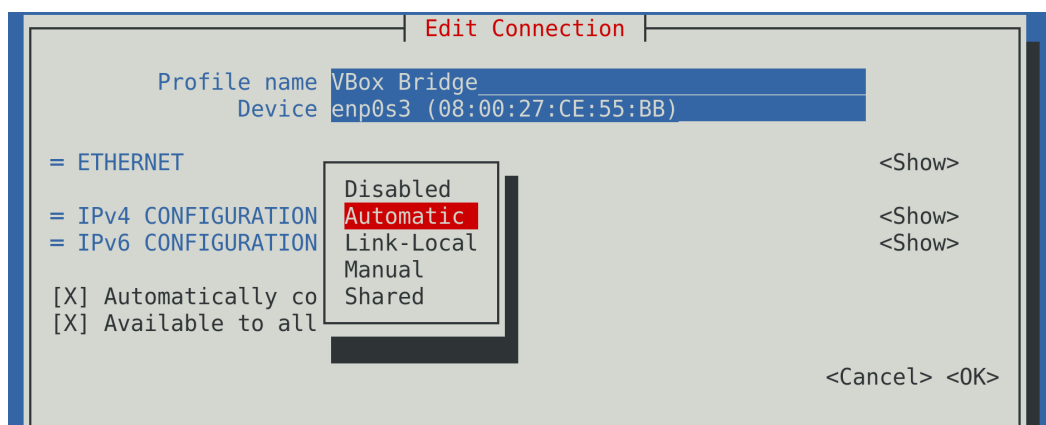 Edit Connection
Profile name VBox Bridge
Device enp0s3 (08:00:27:CE:55:BB)
= ETHERNET <Show>
Disabled
= IPv4 CONFIGURATION Automatic <Show>
= IPv6 CONFIGURATION Link-Local <Show>
Manual
[X] Automatically co Shared
[X] Available to all
<Cancel> <OK>